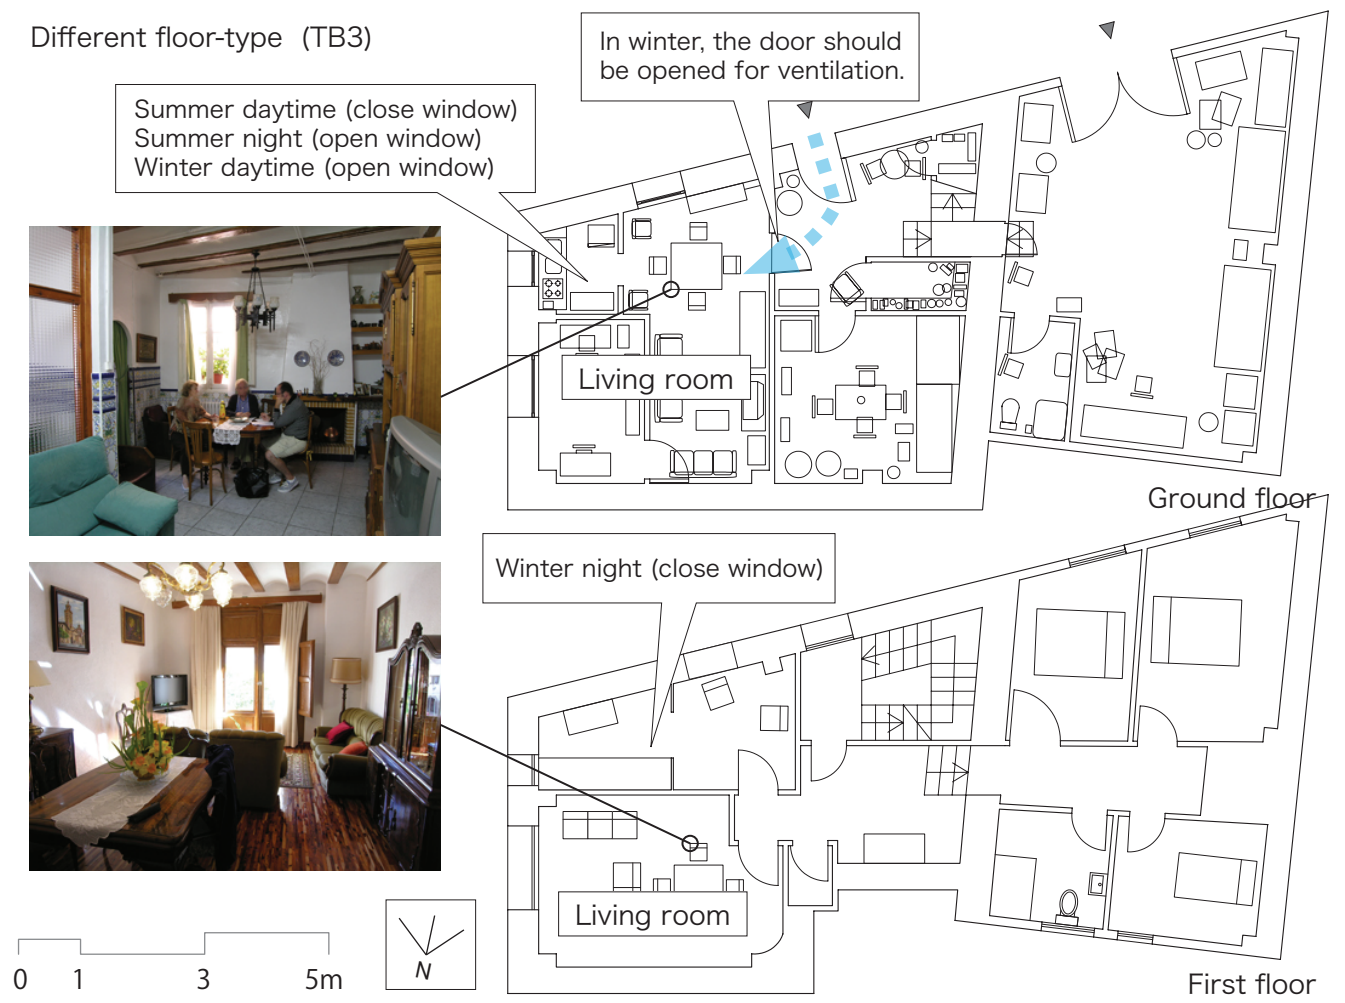 Different floor-type (TB3)
In winter, the door should
be opened for ventilation.
Summer daytime (close window)
Summer night (open window)
Winter daytime (open window)
Living room
Ground floor
Winter night (close window)
Living room
0 1 3 5m
N
First floor